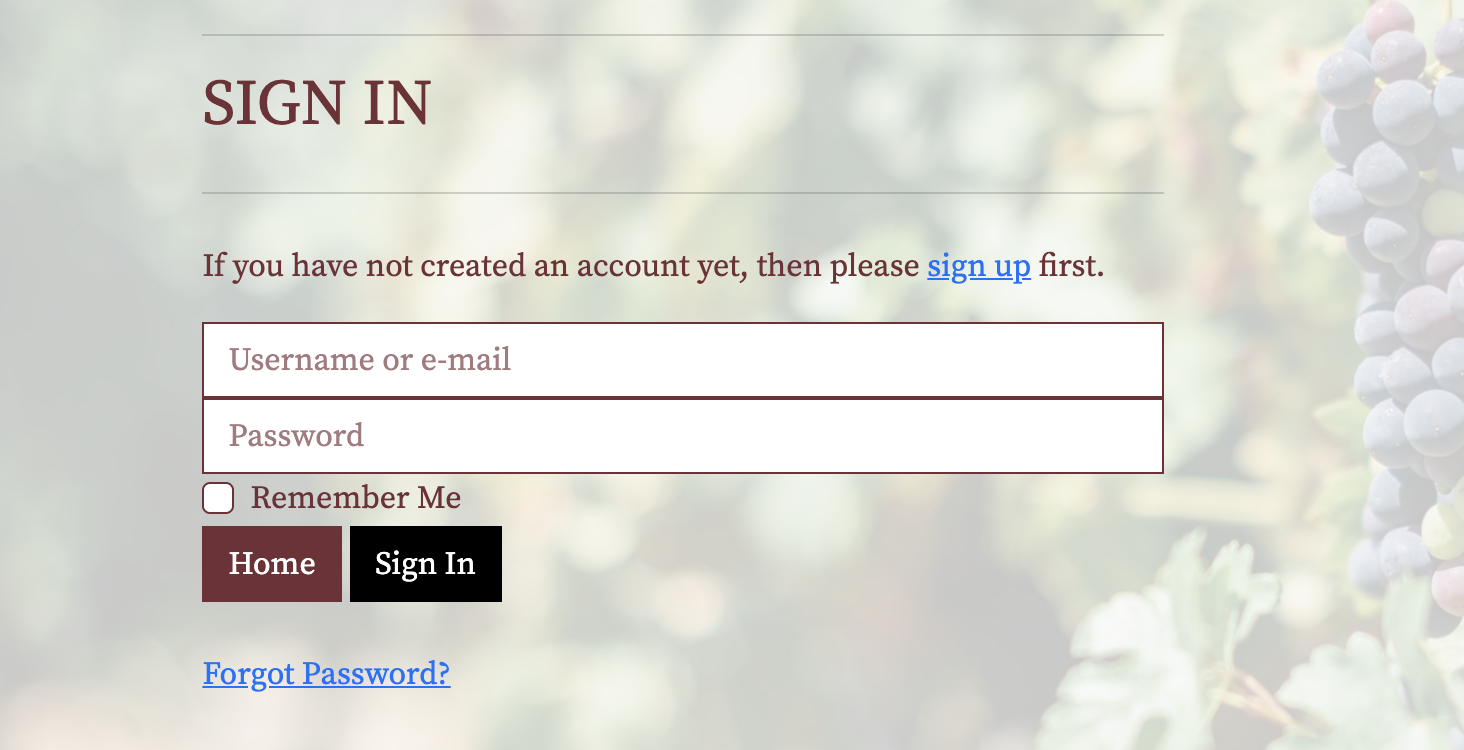 SIGN IN
If you have not created an account yet, then please sign up first.
Username or e-mail
Password
Remember Me
Home Sign In
Forgot Password?